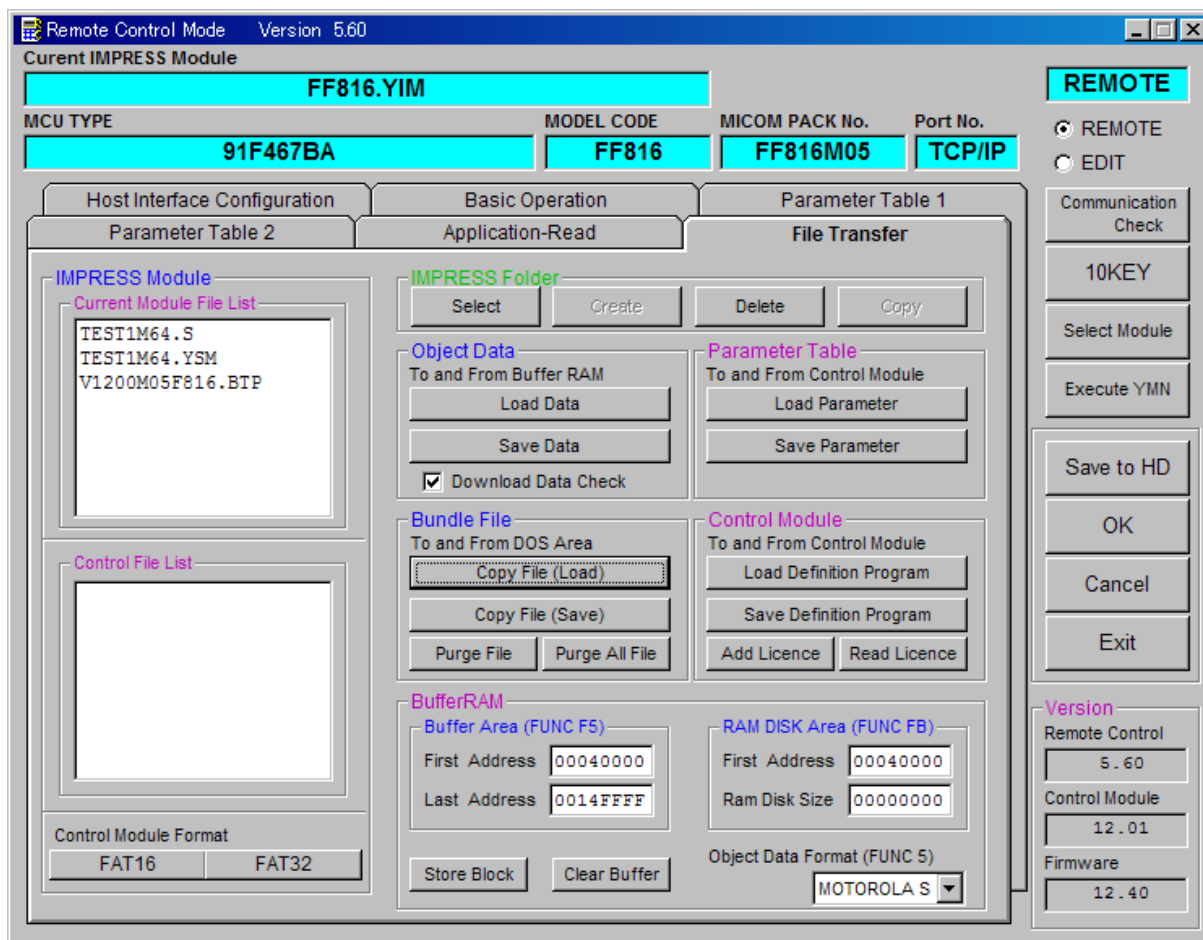 Remote Control Mode Version 5.60
Curent IMPRESS Module
FF816.YIM
REMOTE
MCU TYPE MODEL CODE MICOM PACK No. Port No.
91F467BA FF816 FF816M05 TCP/IP
REMOTE
EDIT
Host Interface Configuration Basic Operation Parameter Table 1
Parameter Table 2 Application-Read File Transfer
IMPRESS Module
Current Module File List
TEST1M64.S
TEST1M64.YSM
V1200M05F816.BTP
Control File List
Control Module Format
FAT16 FAT32
IMPRESS Folder
Select Create Delete Copy
Object Data
To and From Buffer RAM
Load Data
Save Data
Download Data Check
Parameter Table
To and From Control Module
Load Parameter
Save Parameter
Bundle File
To and From DOS Area
Copy File (Load)
Copy File (Save)
Purge File Purge All File
Control Module
To and From Control Module
Load Definition Program
Save Definition Program
Add Licence Read Licence
BufferRAM
Buffer Area (FUNC F5)
First Address 00040000
Last Address 0014FFFF
RAM DISK Area (FUNC FB)
First Address 00040000
Ram Disk Size 00000000
Store Block Clear Buffer
Object Data Format (FUNC 5)
MOTOROLA S
Communication
Check
10KEY
Select Module
Execute YMN
Save to HD
OK
Cancel
Exit
Version
Remote Control
5.60
Control Module
12.01
Firmware
12.40